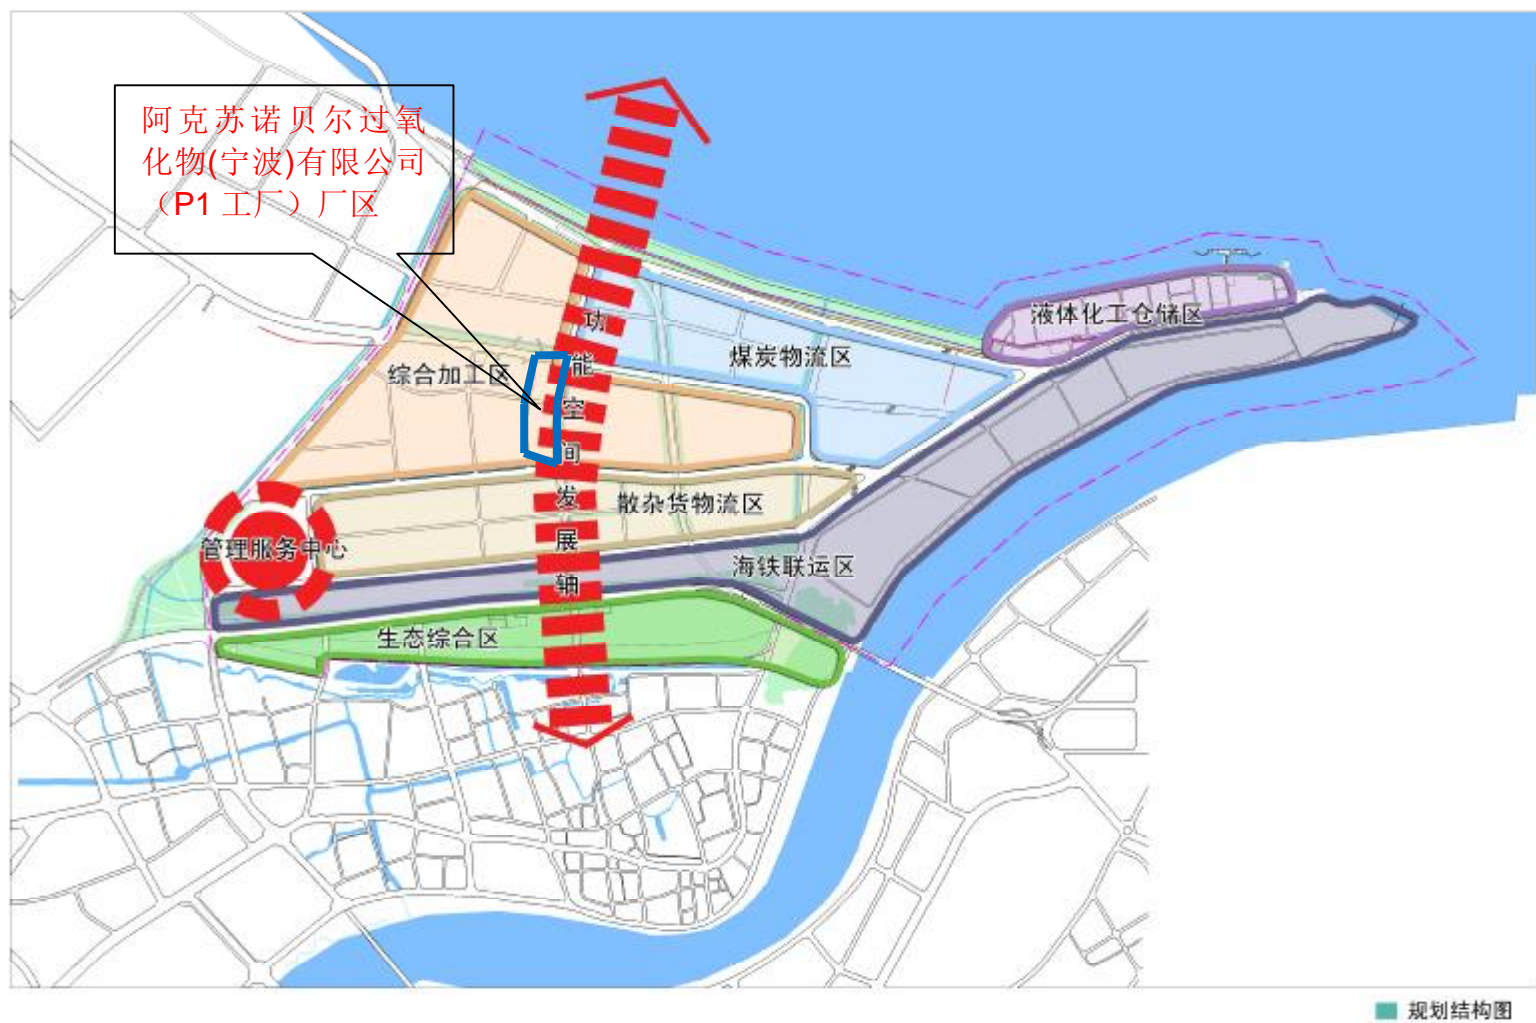 阿克苏诺贝尔过氧
化物(宁波)有限公司
（P1 工厂）厂区
功能空间发展轴
液体化工仓储区
煤炭物流区
综合加工区
散杂货物流区
管理服务中心
海铁联运区
生态综合区
规划结构图